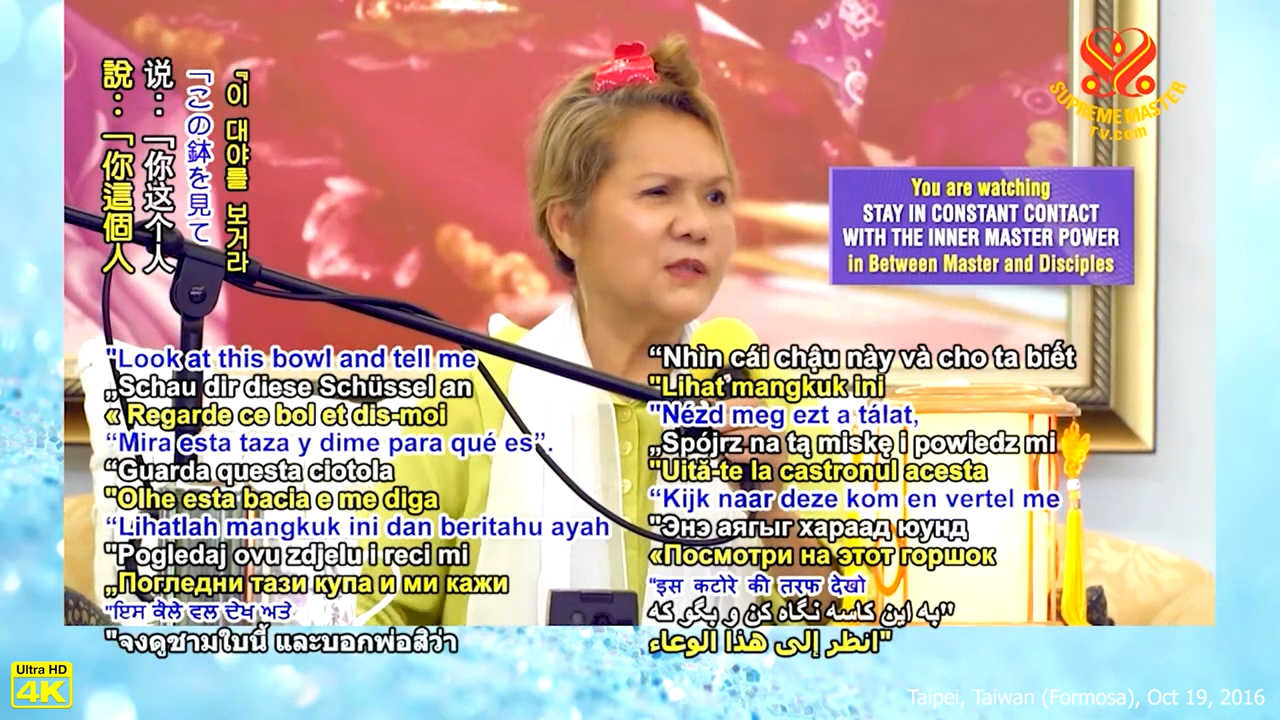 說：「你這個人
说：「你这个人
「この鉢を見て
『이 대야를 보거라
SUPREME MASTER
TV.com
You are watching
STAY IN CONSTANT CONTACT
WITH THE INNER MASTER POWER
in Between Master and Disciples
"Look at this bowl and tell me
„Schau dir diese Schüssel an
« Regarde ce bol et dis-moi
“Mira esta taza y dime para qué es”.
“Guarda questa ciotola
"Olhe esta bacia e me diga
“Lihatlah mangkuk ini dan beritahu ayah
"Pogledaj ovu zdjelu i reci mi
„Погледни тази купа и ми кажи
"ਇਸ ਕੌਲੇ ਵਲ ਦੇਖ ਅਤੇ
"จงดูชามใบนี้ และบอกพ่อสิว่า
“Nhìn cái chậu này và cho ta biết
"Lihat mangkuk ini
"Nézd meg ezt a tálat,
„Spójrz na tą miskę i powiedz mi
"Uită-te la castronul acesta
“Kijk naar deze kom en vertel me
"Энэ аягыг хараад юунд
«Посмотри на этот горшок
“इस कटोरे की तरफ देखो
”به این کاسه نگاه کن و بگو که
"انظر إلى هذا الوعاء
Ultra HD
4K
Taipei, Taiwan (Formosa), Oct 19, 2016